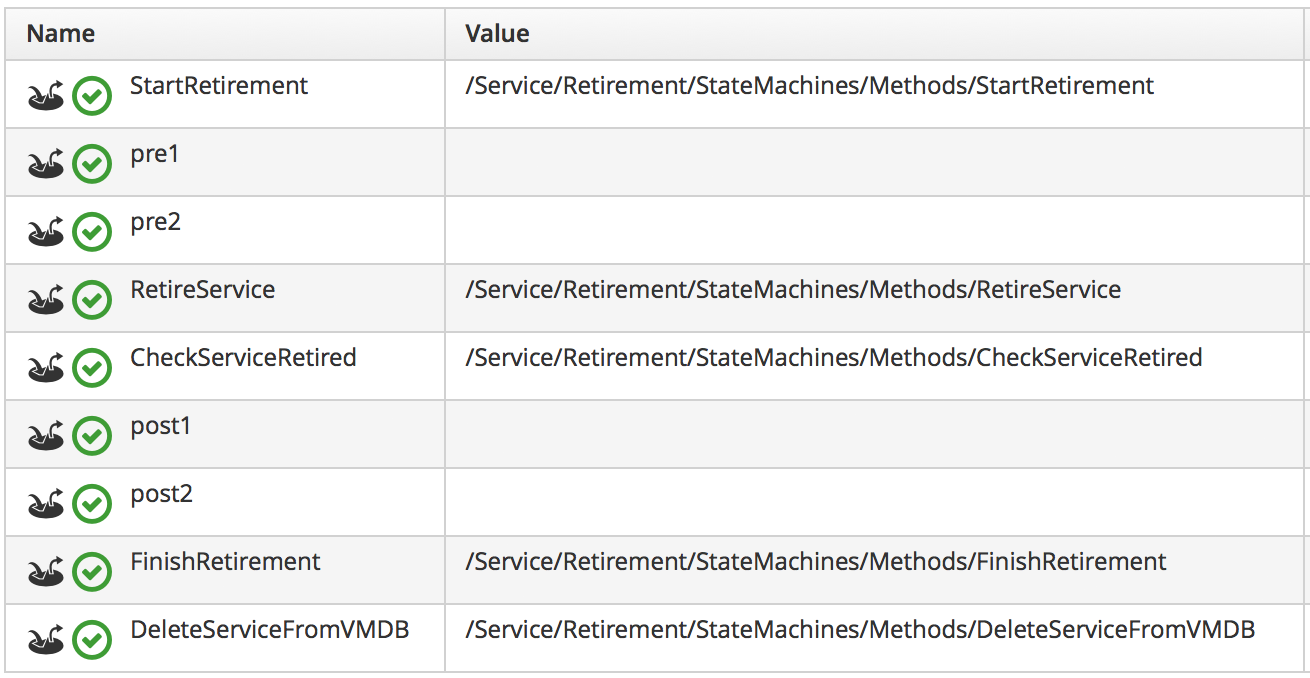 Name Value
StartRetirement /Service/Retirement/StateMachines/Methods/StartRetirement
pre1
pre2
RetireService /Service/Retirement/StateMachines/Methods/RetireService
CheckServiceRetired /Service/Retirement/StateMachines/Methods/CheckServiceRetired
post1
post2
FinishRetirement /Service/Retirement/StateMachines/Methods/FinishRetirement
DeleteServiceFromVMDB /Service/Retirement/StateMachines/Methods/DeleteServiceFromVMDB